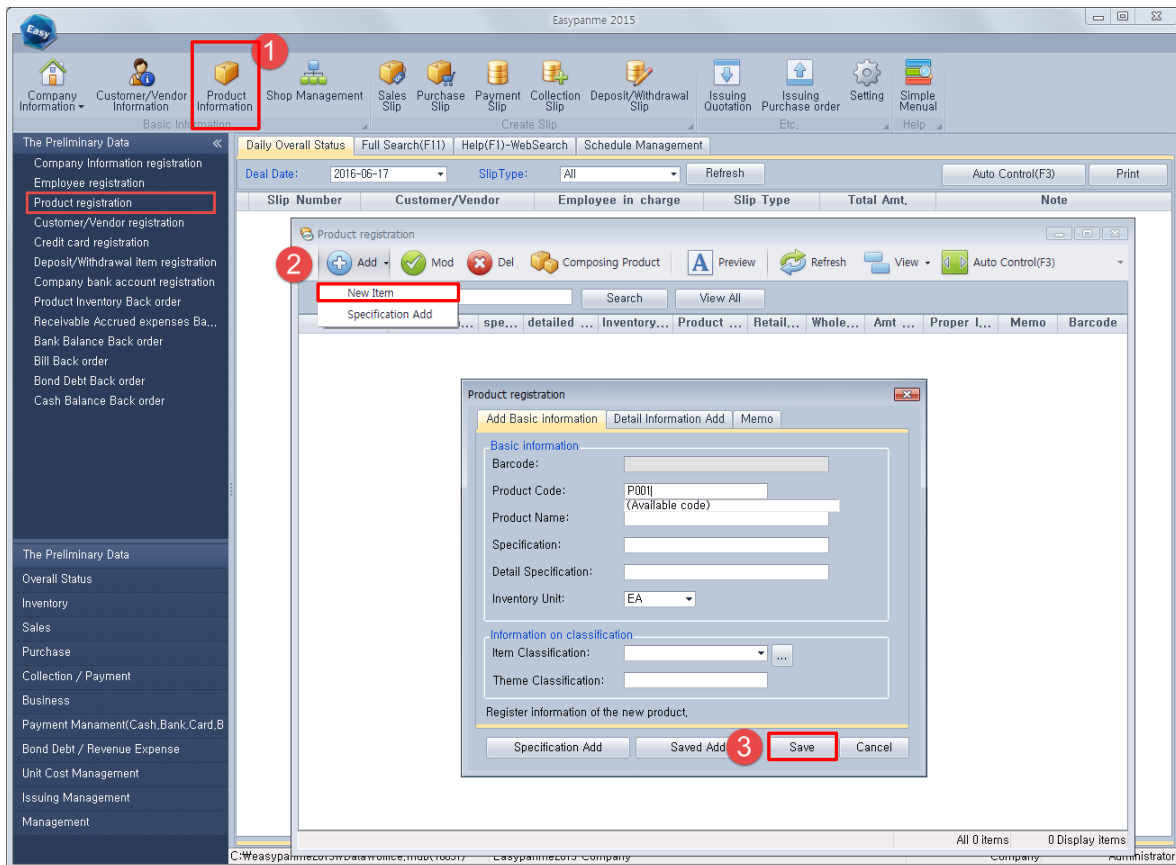 Easypanme 2015
Easy
1
Company Information
Customer/Vendor Information
Product Information
Shop Management
Sales Slip
Purchase Slip
Payment Slip
Collection Slip
Deposit/Withdrawal Slip
Issuing Quotation
Issuing Purchase order
Setting
Simple Menual
Basic Information
Create Slip
Etc.
Help
The Preliminary Data
Company Information registration
Employee registration
Product registration
Customer/Vendor registration
Credit card registration
Deposit/Withdrawal item registration
Company bank account registration
Product Inventory Back order
Receivable Accrued expenses Ba...
Bank Balance Back order
Bill Back order
Bond Debt Back order
Cash Balance Back order
The Preliminary Data
Overall Status
Inventory
Sales
Purchase
Collection / Payment
Business
Payment Manament(Cash,Bank,Card,B
Bond Debt / Revenue Expense
Unit Cost Management
Issuing Management
Management
Daily Overall Status
Full Search(F11)
Help(F1)-WebSearch
Schedule Management
Deal Date: 2016-06-17 SlipType: All Refresh Auto Control(F3) Print
Slip Number Customer/Vendor Employee in charge Slip Type Total Amt. Note
Product registration
2
Add Mod Del Composing Product Preview Refresh View Auto Control(F3)
New Item
Specification Add
Search View All
spe... detailed ... Inventory... Product ... Retail... Whole... Amt ... Proper I... Memo Barcode
Product registration
Add Basic information Detail Information Add Memo
Basic information
Barcode:
Product Code: P001
(Available code)
Product Name:
Specification:
Detail Specification:
Inventory Unit: EA
Information on classification
Item Classification: ...
Theme Classification:
Register information of the new product.
Specification Add Saved Add 3 Save Cancel
All 0 items 0 Display items